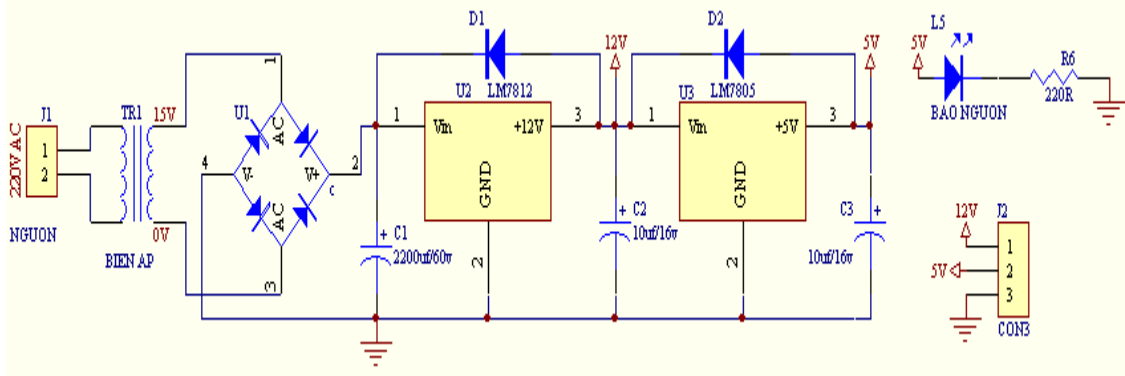 J1
220V AC
1
2
NGUON
TR1
15V
0V
BIEN AP
U1
1
AC
4
V-
V+
2
C
AC
3
C1
2200uf/60v
D1
U2
LM7812
1
Vin
+12V
3
GND
2
12V
C2
10uf/16v
D2
U3
LM7805
1
Vin
+5V
3
GND
2
5V
C3
10uf/16v
L5
5V
BAO NGUON
R6
220R
J2
12V
1
5V
2
3
CON3